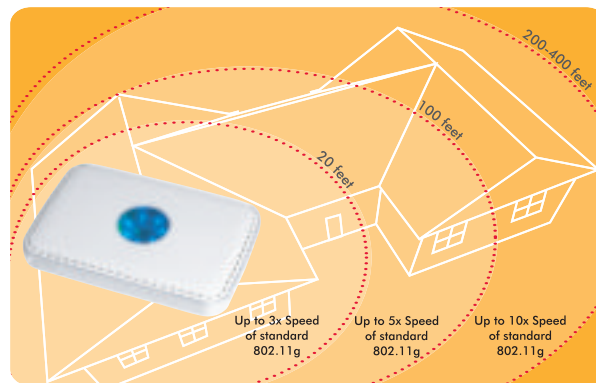 200-400 feet
100 feet
20 feet
Up to 3x Speed
of standard
802.11g
Up to 5x Speed
of standard
802.11g
Up to 10x Speed
of standard
802.11g